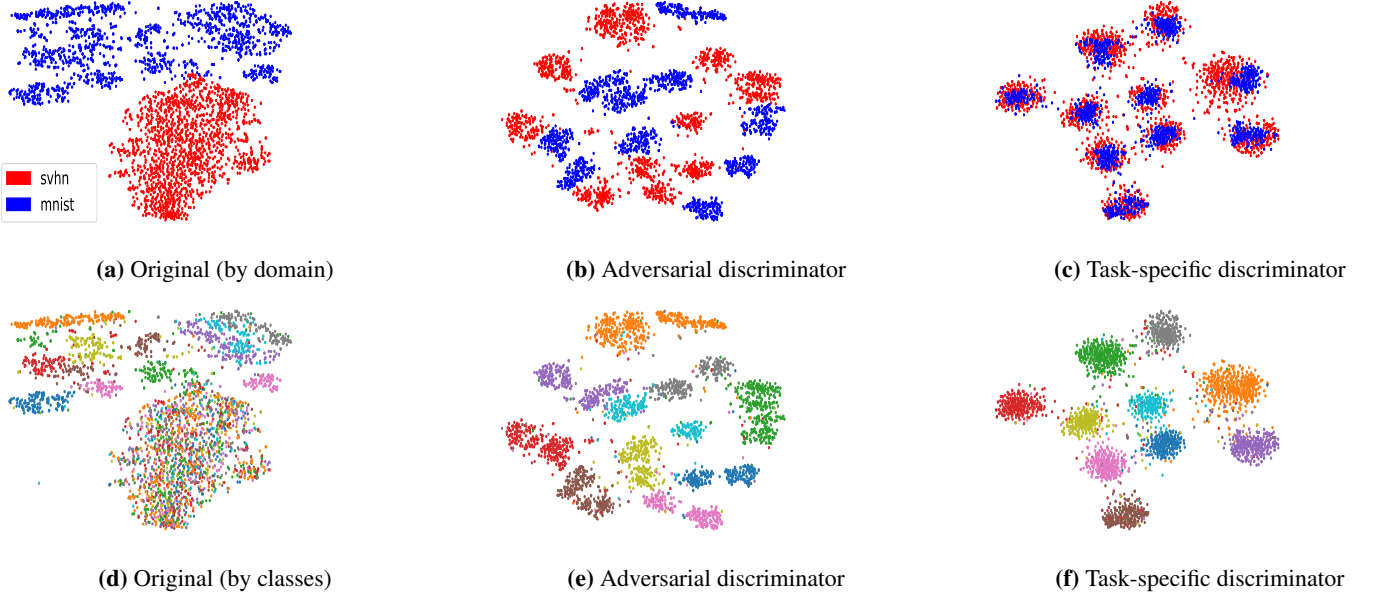 svhn
mnist
(a) Original (by domain)
(b) Adversarial discriminator
(c) Task-specific discriminator
(d) Original (by classes)
(e) Adversarial discriminator
(f) Task-specific discriminator